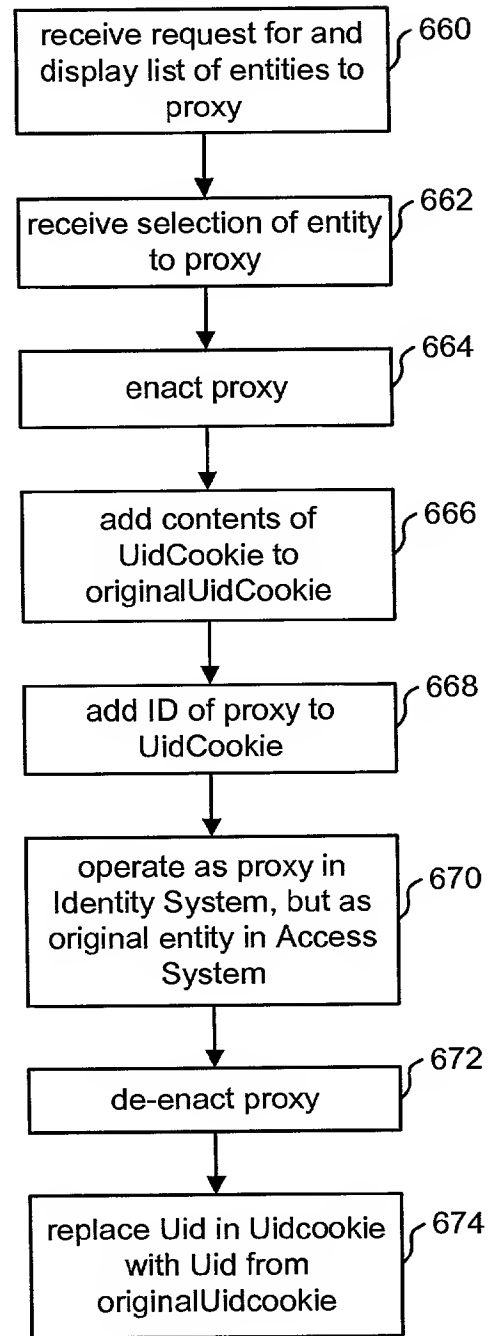 receive request for and
display list of entities to
proxy
660
receive selection of entity
to proxy
662
enact proxy
664
add contents of
UidCookie to
originalUidCookie
666
add ID of proxy to
UidCookie
668
operate as proxy in
Identity System, but as
original entity in Access
System
670
de-enact proxy
672
replace Uid in Uidcookie
with Uid from
originalUidcookie
674